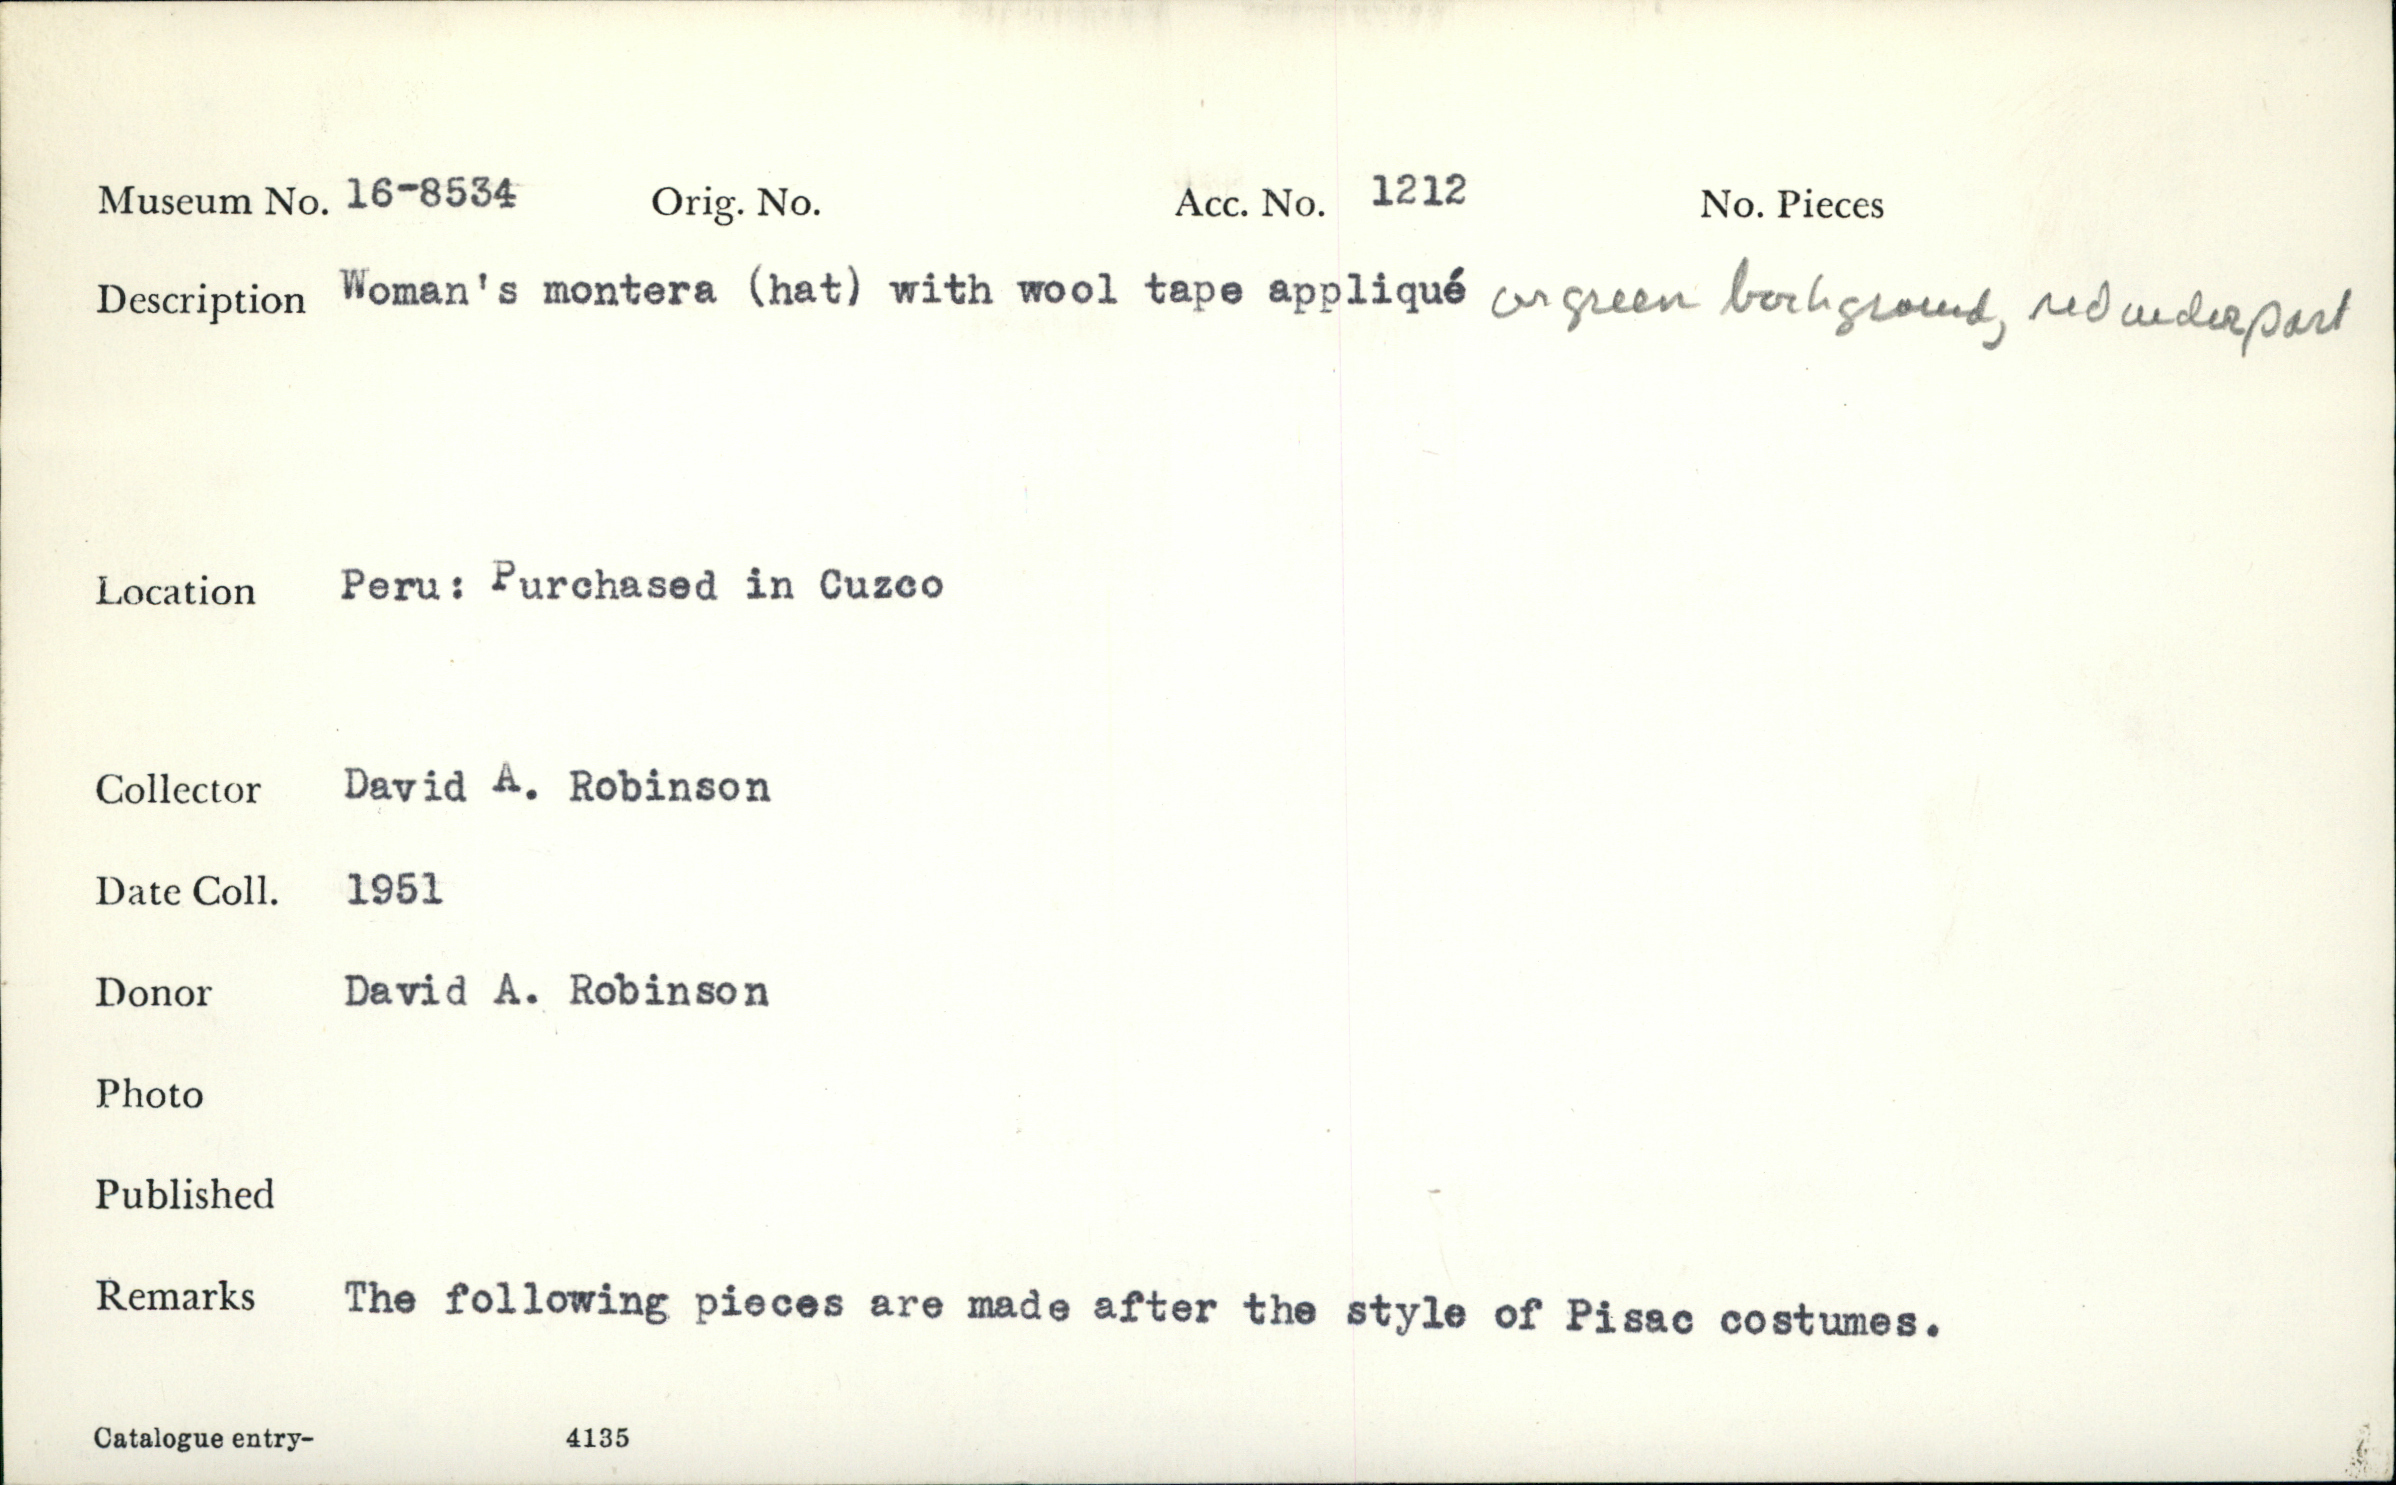 Museum No. 16-8534 Orig. No. Acc. No. 1212 No. Pieces
Description Woman's montera (hat) with wool tape appliqué on green background, red underpart
Location Peru: Purchased in Cuzco
Collector David A. Robinson
Date Coll. 1951
Donor David A. Robinson
Photo
Published
Remarks The following pieces are made after the style of Pisac costumes.
Catalogue entry- 4135